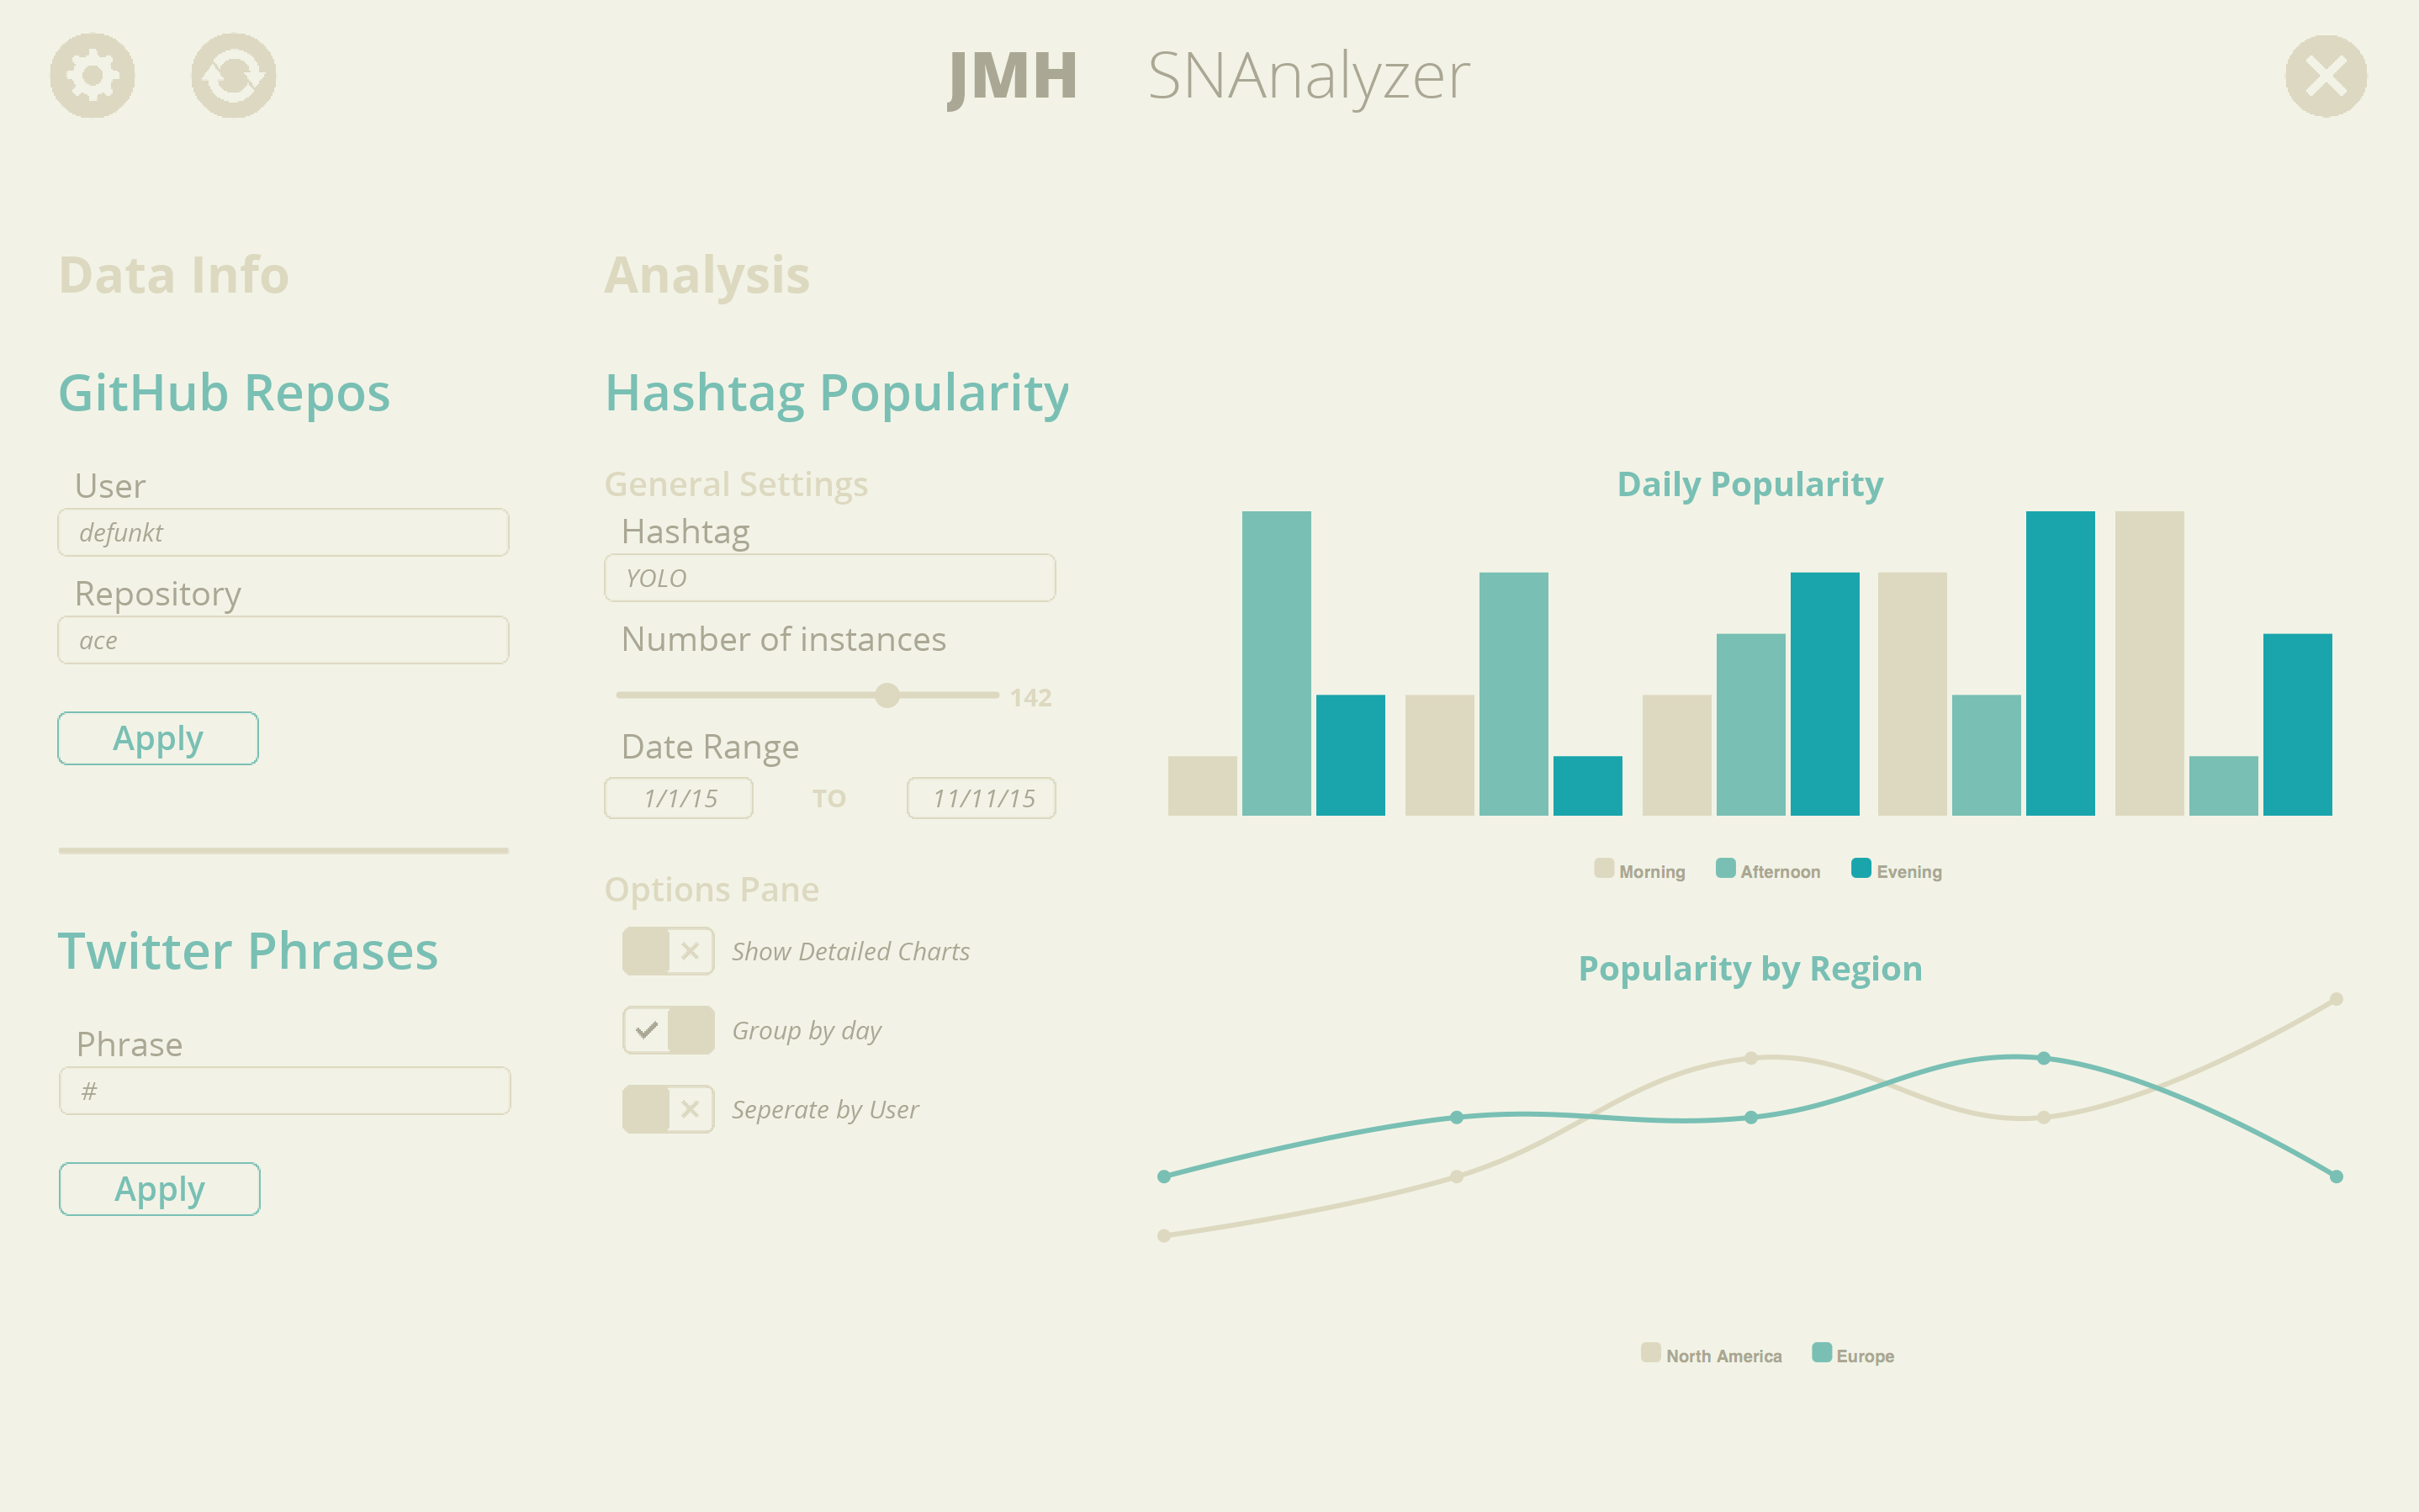 JMH SNAnalyzer
Data Info
GitHub Repos
User
defunkt
Repository
ace
Apply
Twitter Phrases
Phrase
#
Apply
Analysis
Hashtag Popularity
General Settings
Hashtag
YOLO
Number of instances
142
Date Range
1/1/15 TO 11/11/15
Options Pane
Show Detailed Charts
Group by day
Seperate by User
Daily Popularity
Morning Afternoon Evening
Popularity by Region
North America Europe